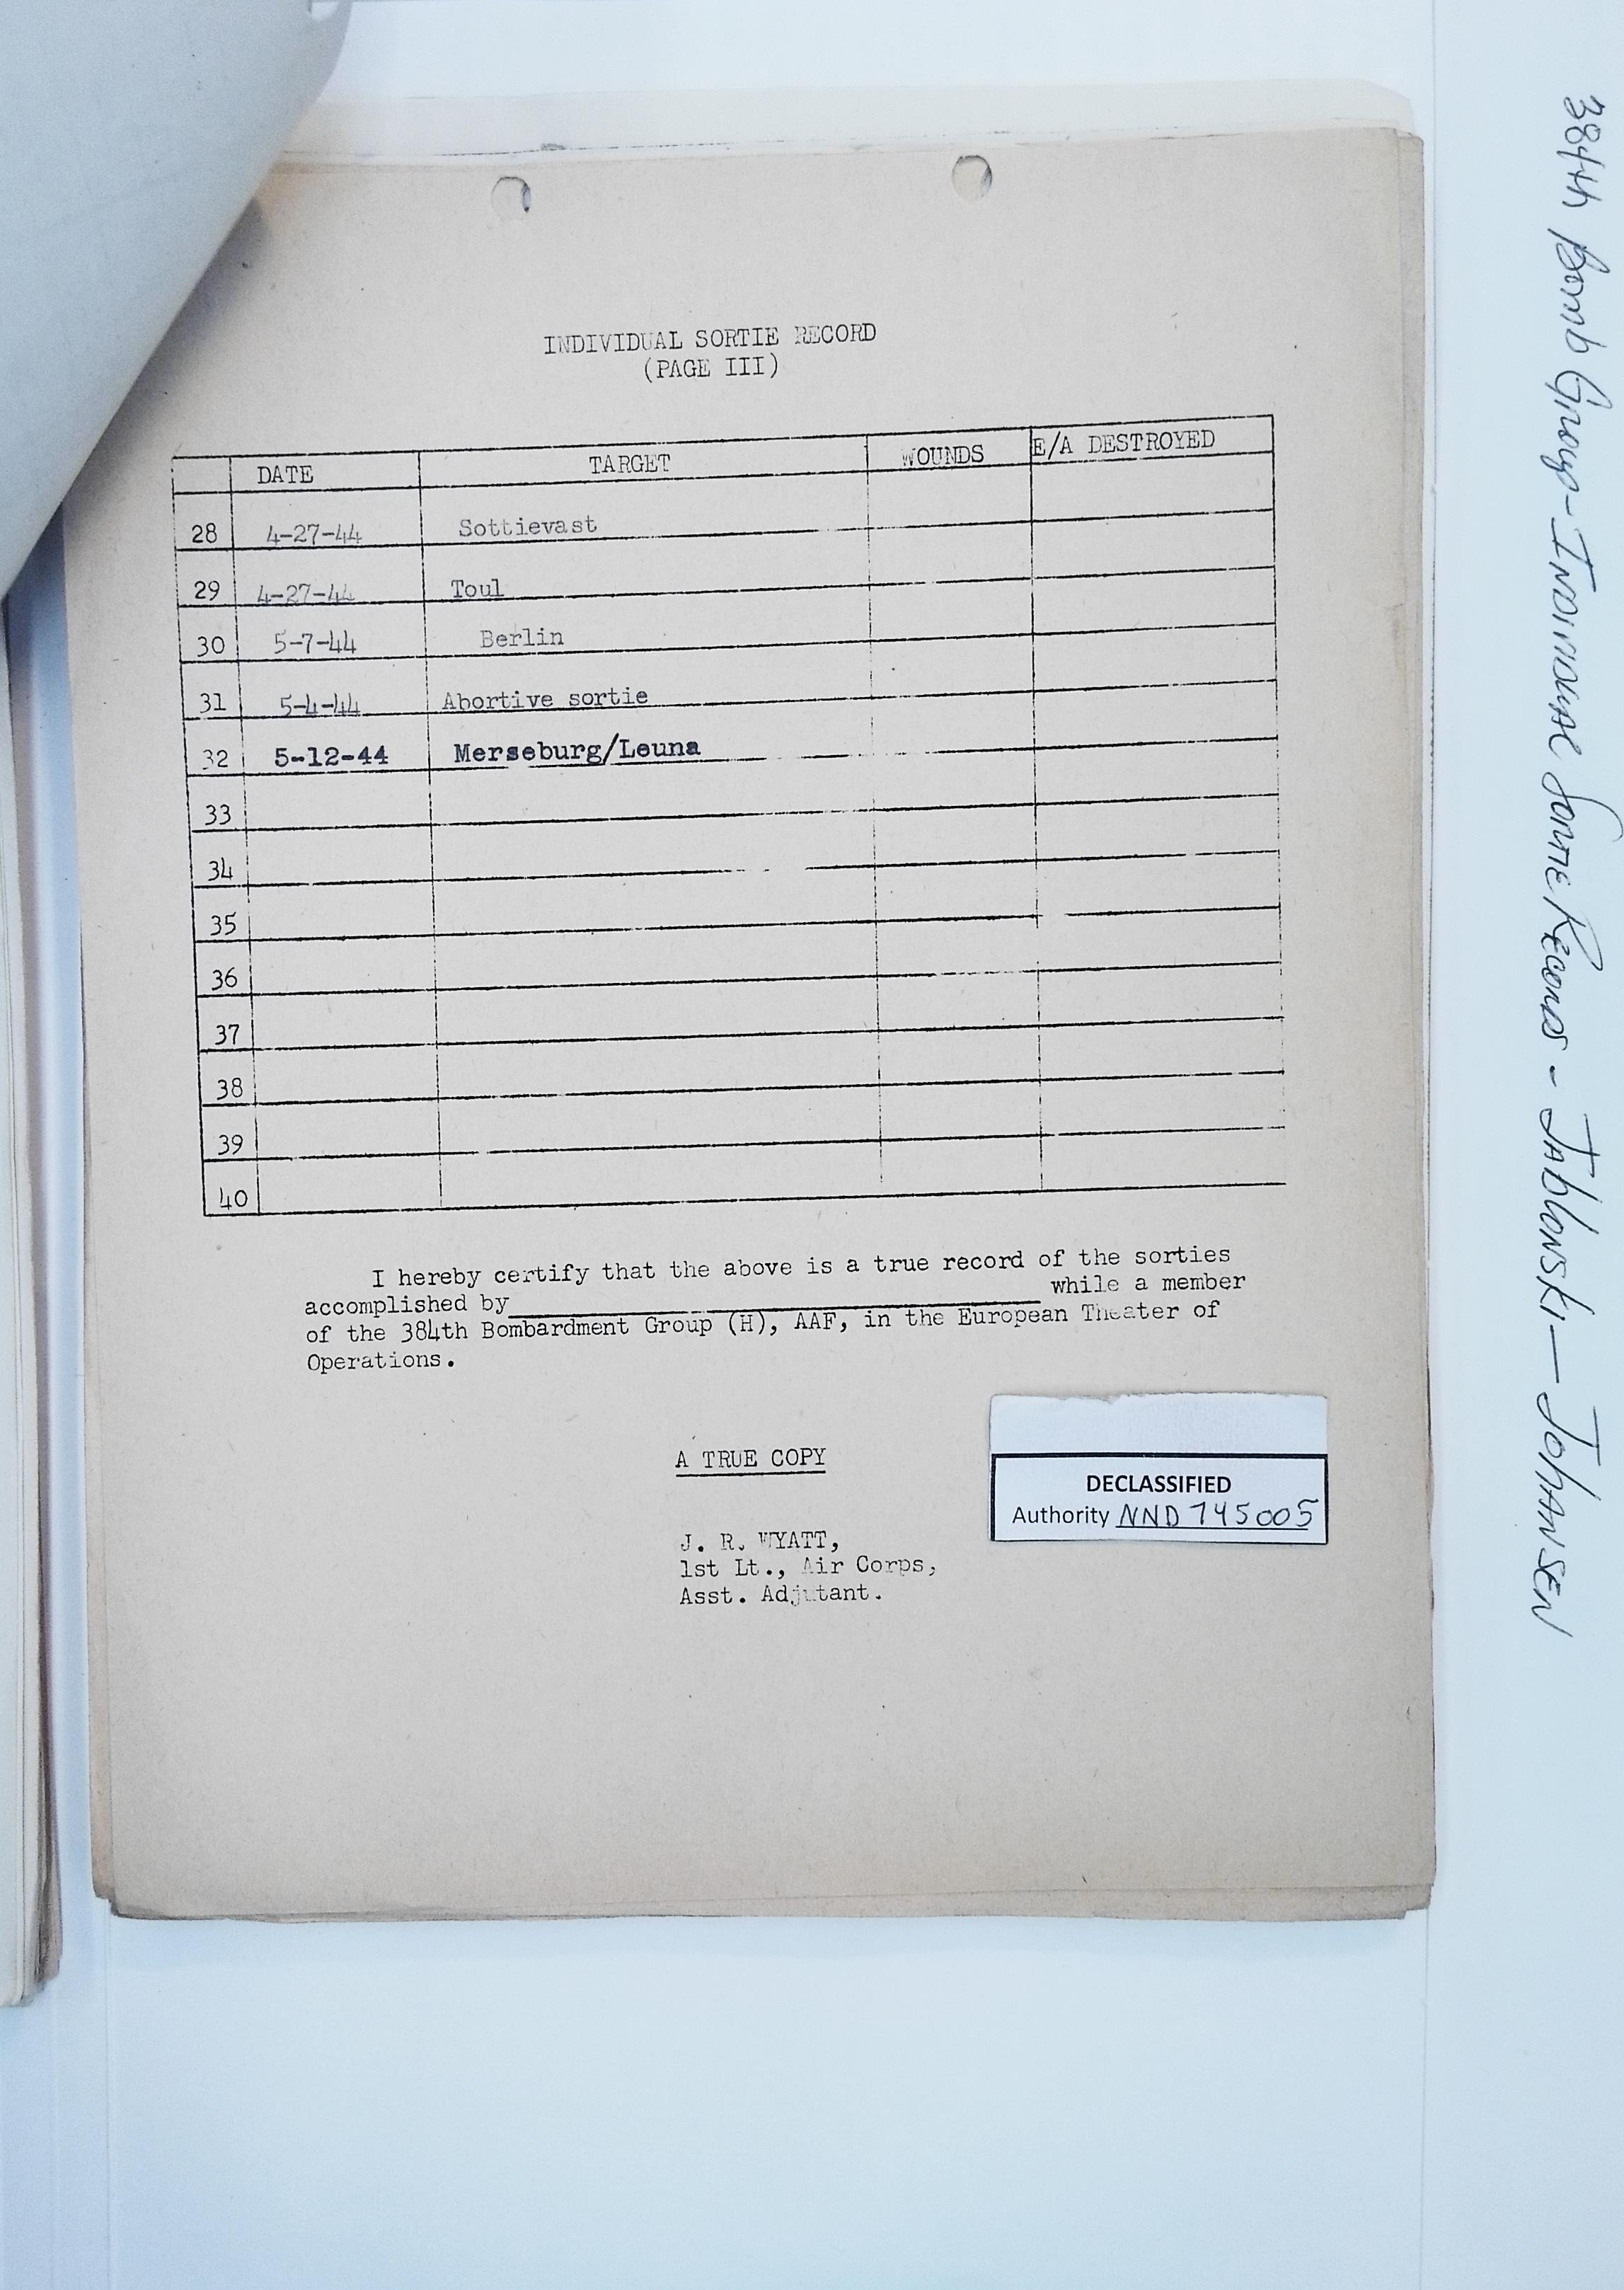 INDIVIDUAL SORTIE RECORD
(PAGE III)
DATE TARGET WOUNDS E/A DESTROYED
28 4-27-44 Sottievast
29 4-27-44 Toul
30 5-7-44 Berlin
31 5-4-44 Abortive sortie
32 5-12-44 Merseburg/Leuna
33
34
35
36
37
38
39
40
I hereby certify that the above is a true record of the sorties
accomplished by while a member
of the 384th Bombardment Group (H), AAF, in the European Theater of
Operations.
A TRUE COPY
J. R. WYATT,
1st Lt., Air Corps,
Asst. Adjutant.
DECLASSIFIED
Authority NND 745005
384th Bomb Group - INDIVIDUAL SORTIE RECORDS - JABLONSKI — JOHANSEN